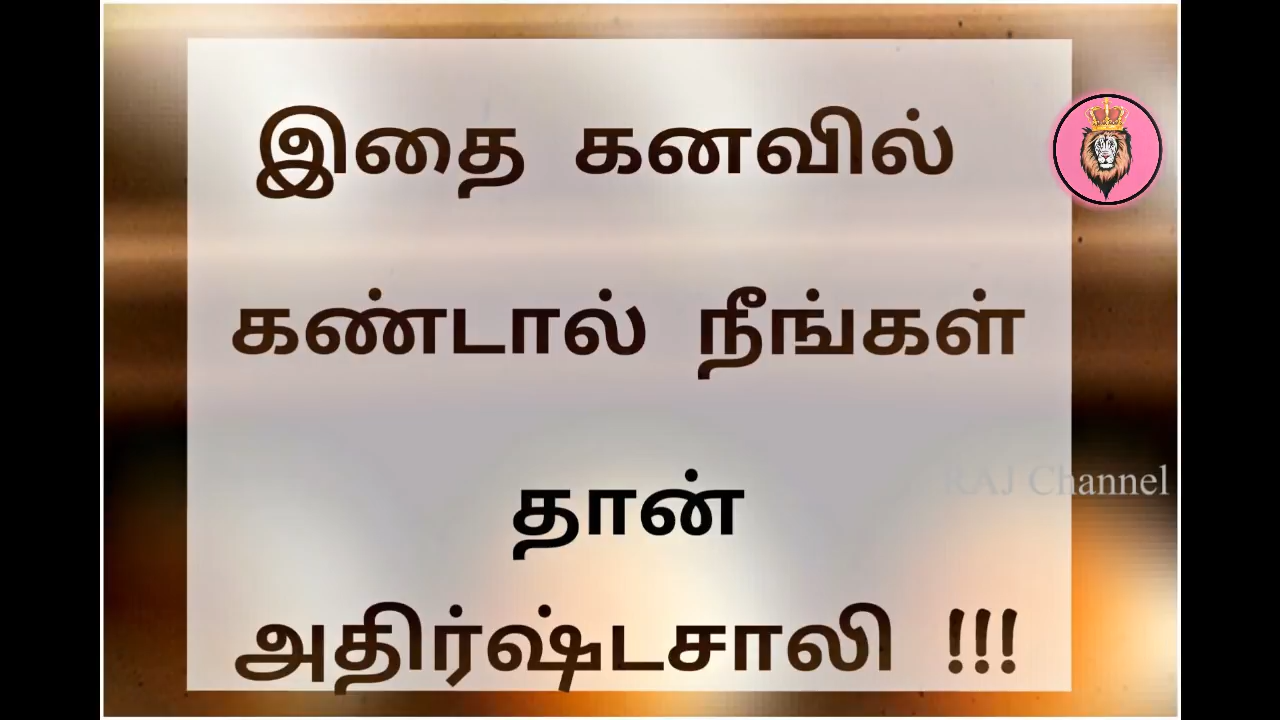 இதை கனவில்
கண்டால் நீங்கள்
RAJ Channel
தான்
அதிர்ஷ்டசாலி !!!